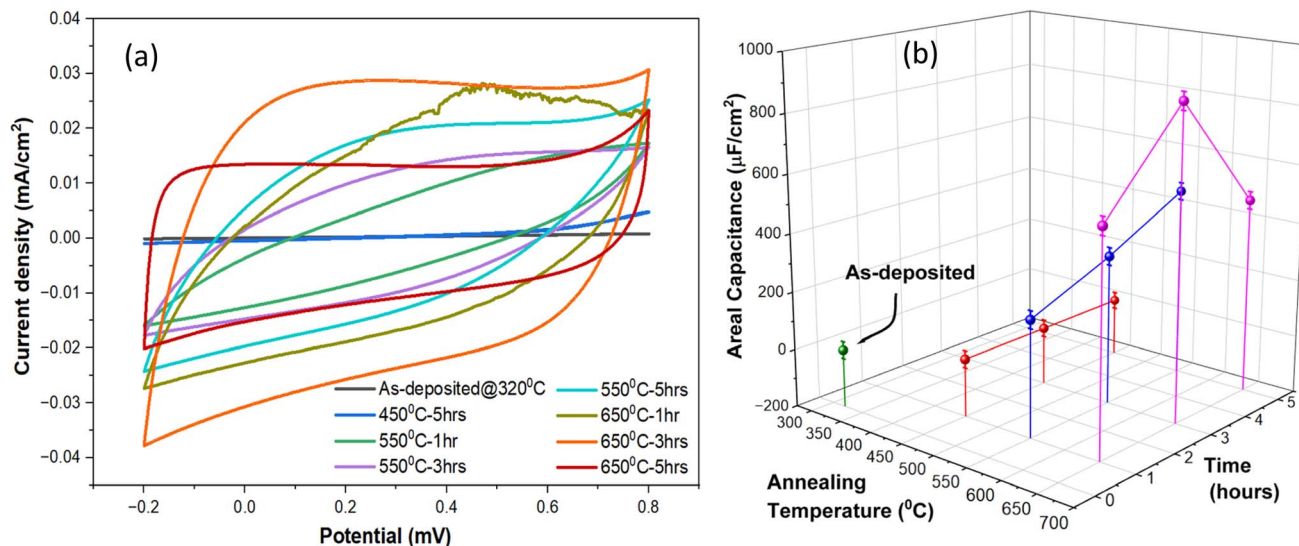 (a)
0.04
0.03
0.02
0.01
0.00
−0.01
−0.02
−0.03
−0.04
Current density (mA/cm²)
−0.2
0.0
0.2
0.4
0.6
0.8
Potential (mV)
As-deposited@320⁰C
450⁰C-5hrs
550⁰C-1hr
550⁰C-3hrs
550⁰C-5hrs
650⁰C-1hr
650⁰C-3hrs
650⁰C-5hrs
(b)
1000
800
600
400
200
0
−200
Areal Capacitance (μF/cm²)
As-deposited
300
350
400
450
500
550
600
650
700
Annealing
Temperature (⁰C)
0
1
2
3
4
5
Time
(hours)